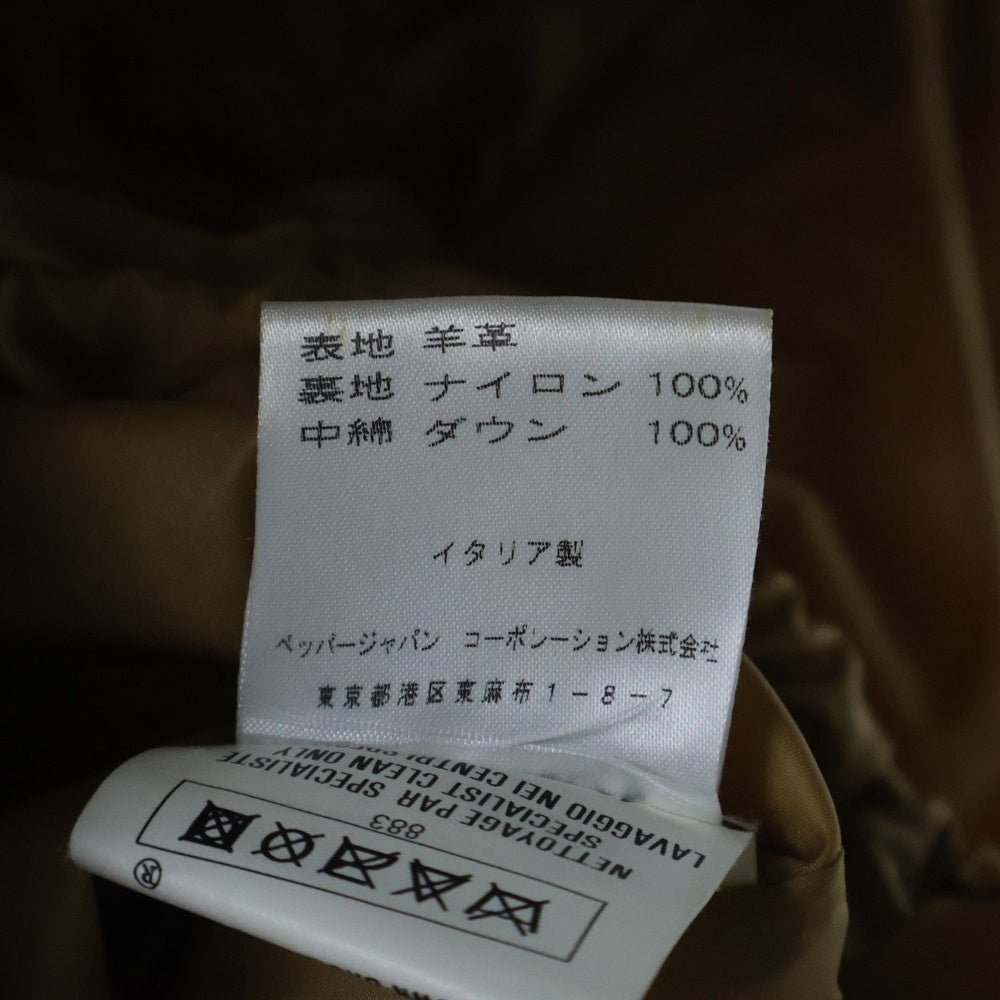 表地 羊革
裏地 ナイロン 100%
中綿 ダウン 100%
イタリア製
ペッパージャパン コーポレーション株式会社
東京都港区東麻布1-8-7
LAVAGGIO NEI CENTRI
SPECIALIST CLEAN ONLY
NETTOYAGE PAR SPECIALISTE
883
®